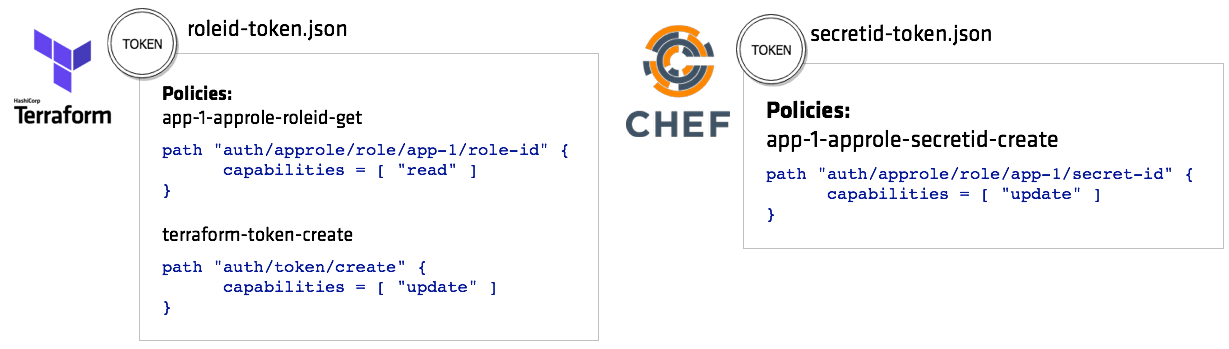 HashiCorp
Terraform
TOKEN
roleid-token.json
Policies:
app-1-approle-roleid-get
path "auth/approle/role/app-1/role-id" {
      capabilities = [ "read" ]
}
terraform-token-create
path "auth/token/create" {
      capabilities = [ "update" ]
}
CHEF
TOKEN
secretid-token.json
Policies:
app-1-approle-secretid-create
path "auth/approle/role/app-1/secret-id" {
      capabilities = [ "update" ]
}